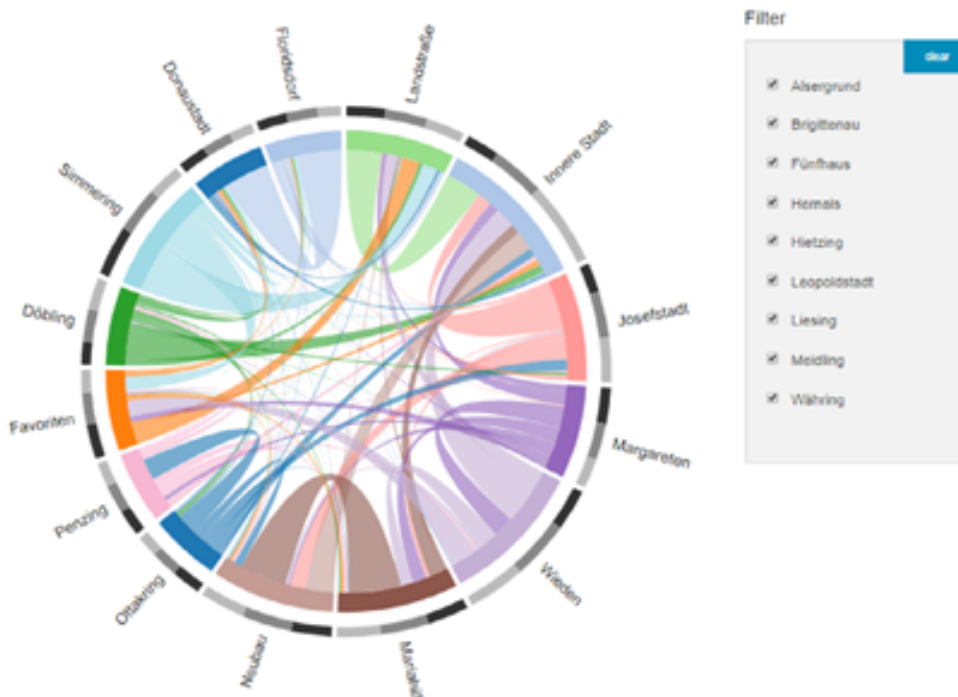 Filter
clear
Alsergrund
Brigittenau
Fünfhaus
Hernals
Hietzing
Leopoldstadt
Liesing
Meidling
Währing
Floridsdorf
Landstraße
Innere Stadt
Josefstadt
Margareten
Wieden
Mariahi
Neubau
Ottakring
Penzing
Favoriten
Döbling
Simmering
Donaustadt